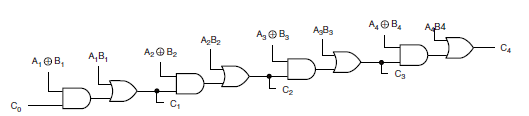 A₁⊕B₁
A₁B₁
A₂⊕B₂
A₂B₂
A₃⊕B₃
A₃B₃
A₄⊕B₄
A₄B4
C₀
C₁
C₂
C₃
C₄